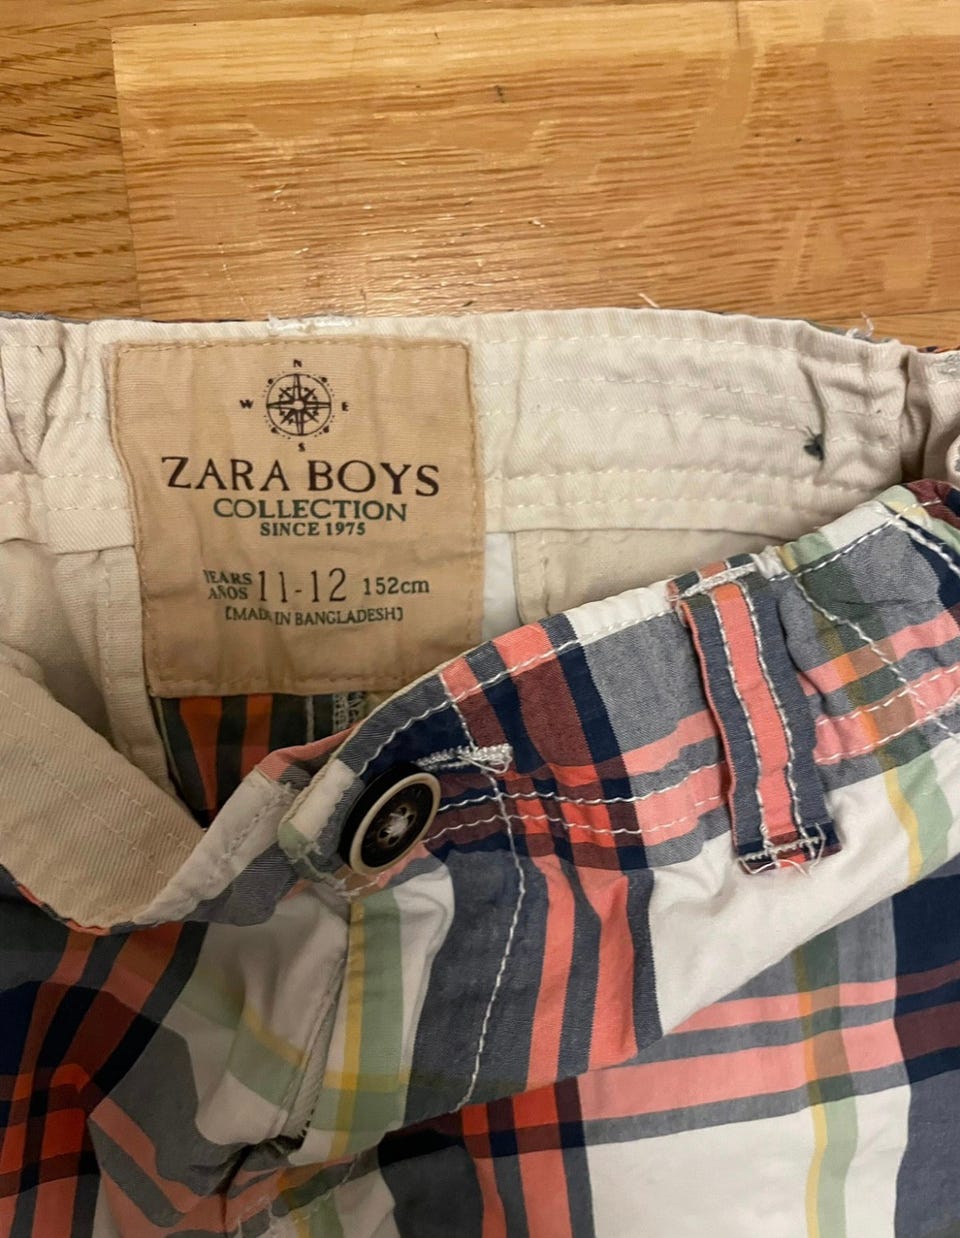 N
W E
S
ZARA BOYS
COLLECTION
SINCE 1975
YEARS
AÑOS 11-12 152cm
[MADE IN BANGLADESH]